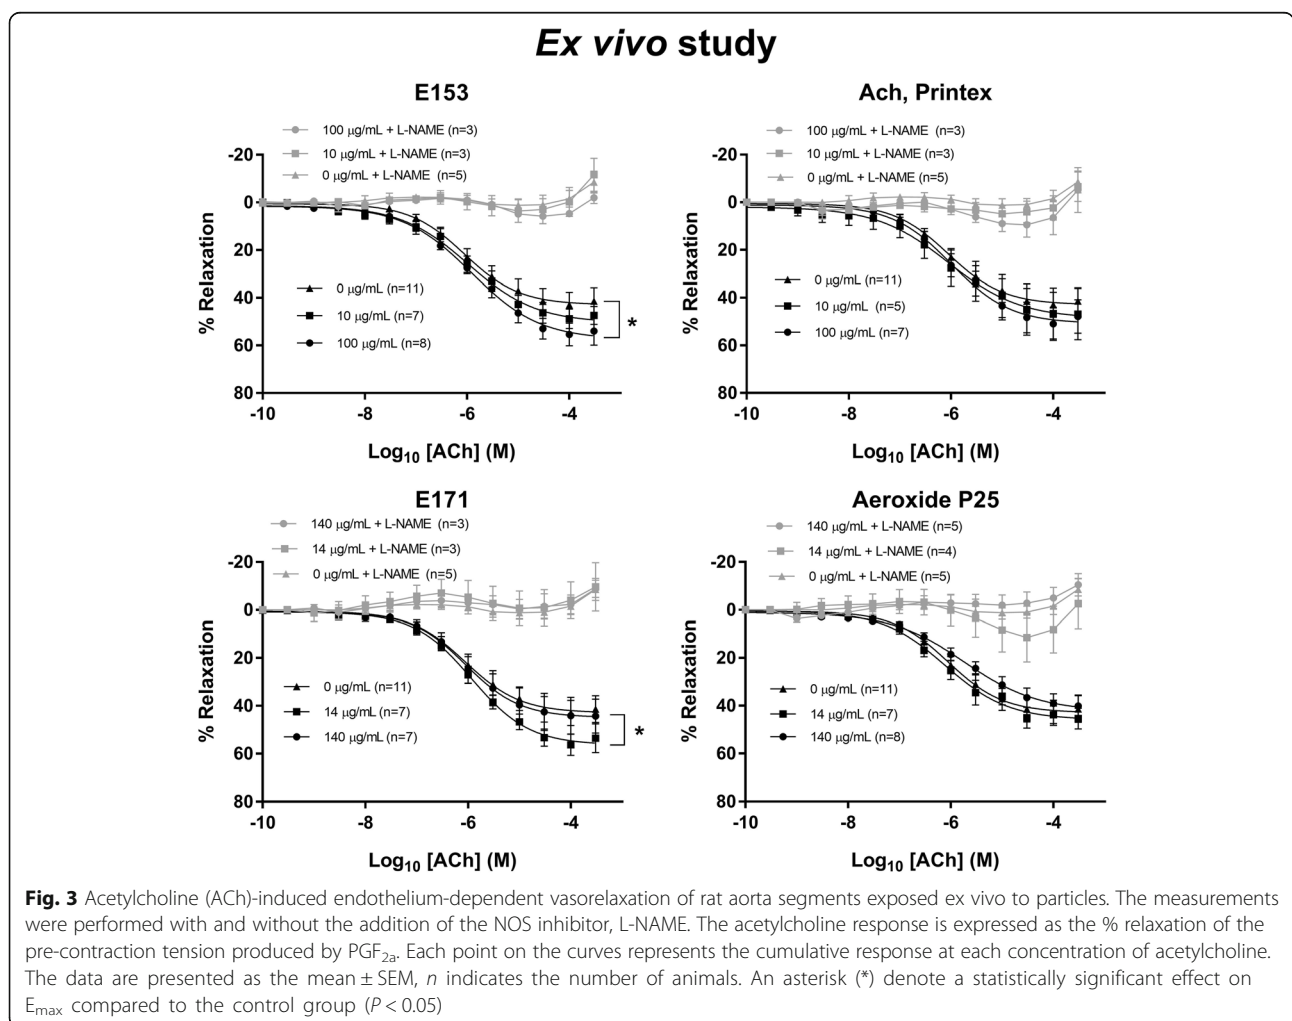 Ex vivo study
E153
100 µg/mL + L-NAME (n=3)
10 µg/mL + L-NAME (n=3)
0 µg/mL + L-NAME (n=5)
-20
0
20
40
60
80
% Relaxation
0 µg/mL (n=11)
10 µg/mL (n=7)
100 µg/mL (n=8)
*
-10
-8
-6
-4
Log10 [ACh] (M)
Ach, Printex
100 µg/mL + L-NAME (n=3)
10 µg/mL + L-NAME (n=3)
0 µg/mL + L-NAME (n=5)
-20
0
20
40
60
80
% Relaxation
0 µg/mL (n=11)
10 µg/mL (n=5)
100 µg/mL (n=7)
-10
-8
-6
-4
Log10 [ACh] (M)
E171
140 µg/mL + L-NAME (n=3)
14 µg/mL + L-NAME (n=3)
0 µg/mL + L-NAME (n=5)
-20
0
20
40
60
80
% Relaxation
0 µg/mL (n=11)
14 µg/mL (n=7)
140 µg/mL (n=7)
*
-10
-8
-6
-4
Log10 [ACh] (M)
Aeroxide P25
140 µg/mL + L-NAME (n=5)
14 µg/mL + L-NAME (n=4)
0 µg/mL + L-NAME (n=5)
-20
0
20
40
60
80
% Relaxation
0 µg/mL (n=11)
14 µg/mL (n=7)
140 µg/mL (n=8)
-10
-8
-6
-4
Log10 [ACh] (M)
Fig. 3 Acetylcholine (ACh)-induced endothelium-dependent vasorelaxation of rat aorta segments exposed ex vivo to particles. The measurements
were performed with and without the addition of the NOS inhibitor, L-NAME. The acetylcholine response is expressed as the % relaxation of the
pre-contraction tension produced by PGF2a. Each point on the curves represents the cumulative response at each concentration of acetylcholine.
The data are presented as the mean ± SEM, n indicates the number of animals. An asterisk (*) denote a statistically significant effect on
Emax compared to the control group (P < 0.05)